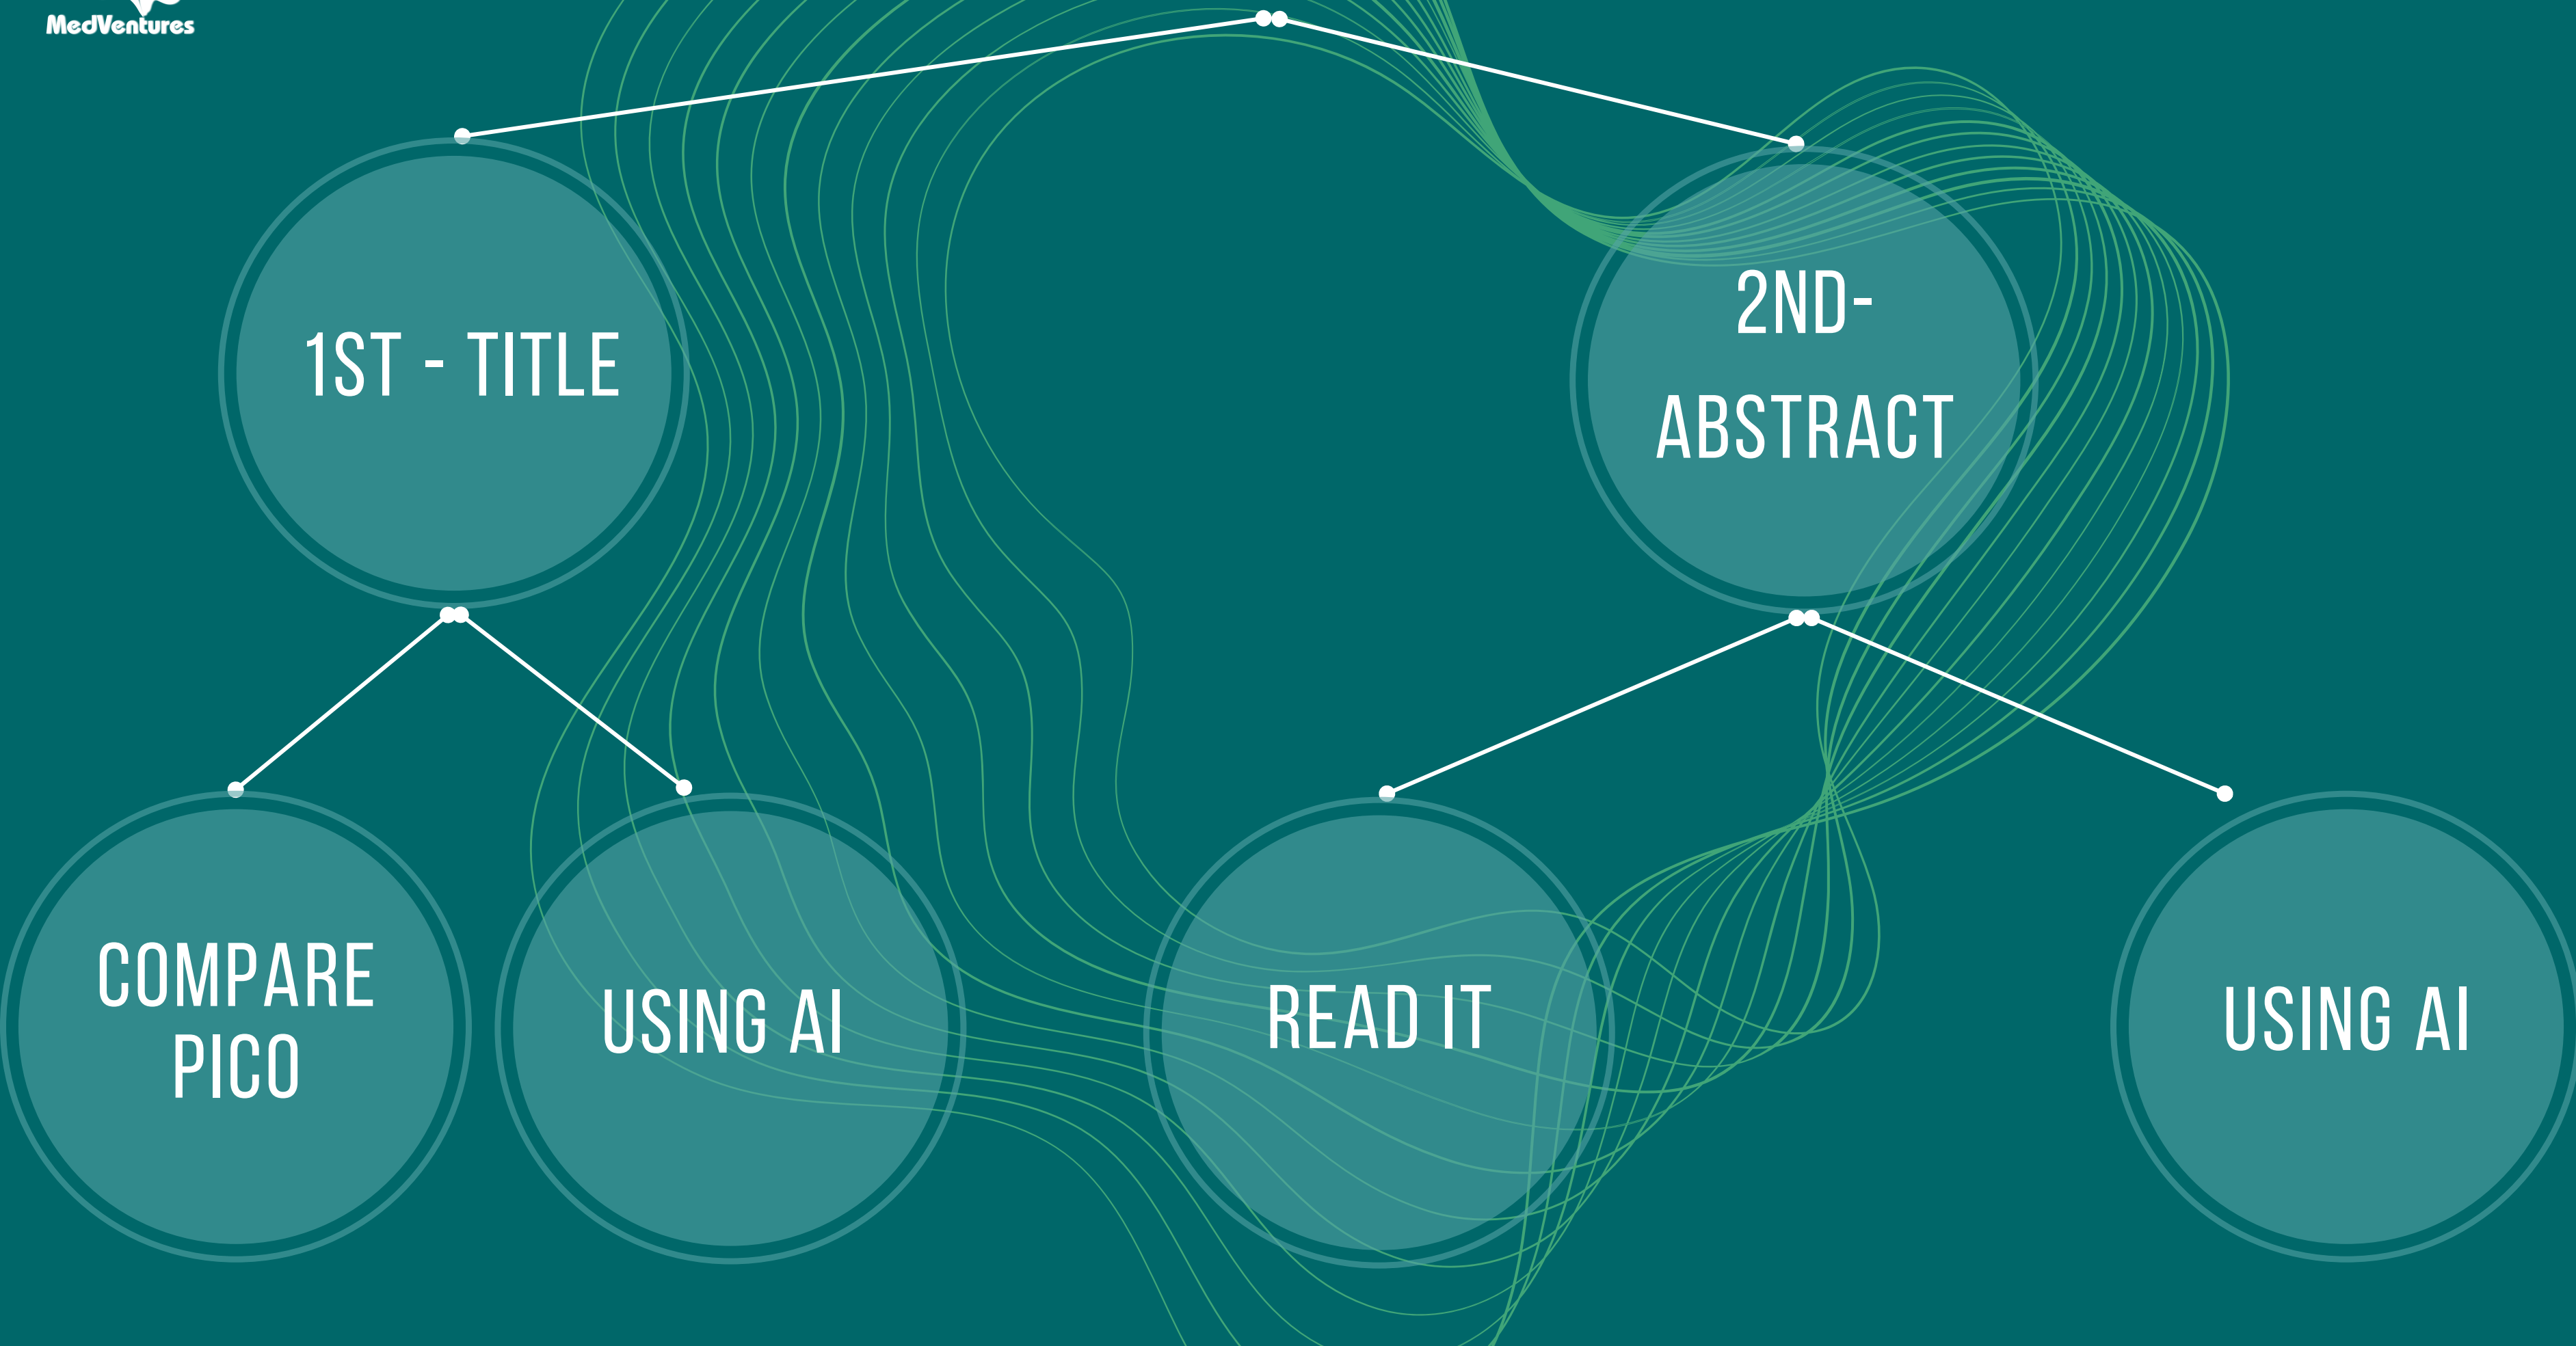 MedVentures
1ST - TITLE
2ND-
ABSTRACT
COMPARE
PICO
USING AI
READ IT
USING AI